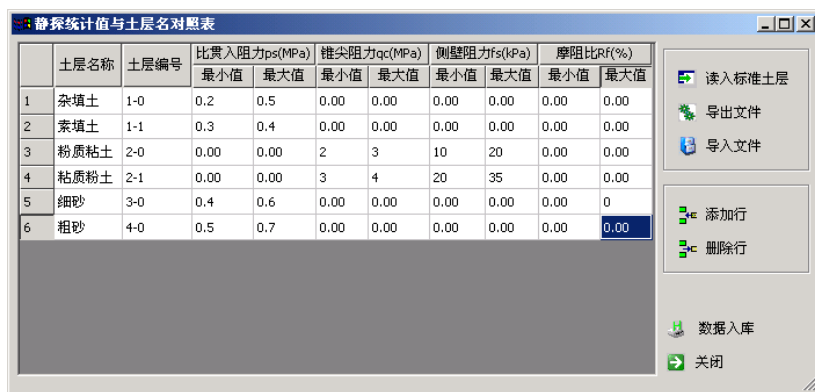 静探统计值与土层名对照表
土层名称 土层编号 比贯入阻力ps(MPa) 锥尖阻力qc(MPa) 侧壁阻力fs(kPa) 摩阻比Rf(%)
最小值 最大值 最小值 最大值 最小值 最大值 最小值 最大值
1 杂填土 1-0 0.2 0.5 0.00 0.00 0.00 0.00 0.00 0.00
2 素填土 1-1 0.3 0.4 0.00 0.00 0.00 0.00 0.00 0.00
3 粉质粘土 2-0 0.00 0.00 2 3 10 20 0.00 0.00
4 粘质粉土 2-1 0.00 0.00 3 4 20 35 0.00 0.00
5 细砂 3-0 0.4 0.6 0.00 0.00 0.00 0.00 0.00 0
6 粗砂 4-0 0.5 0.7 0.00 0.00 0.00 0.00 0.00 0.00
读入标准土层
导出文件
导入文件
添加行
删除行
数据入库
关闭